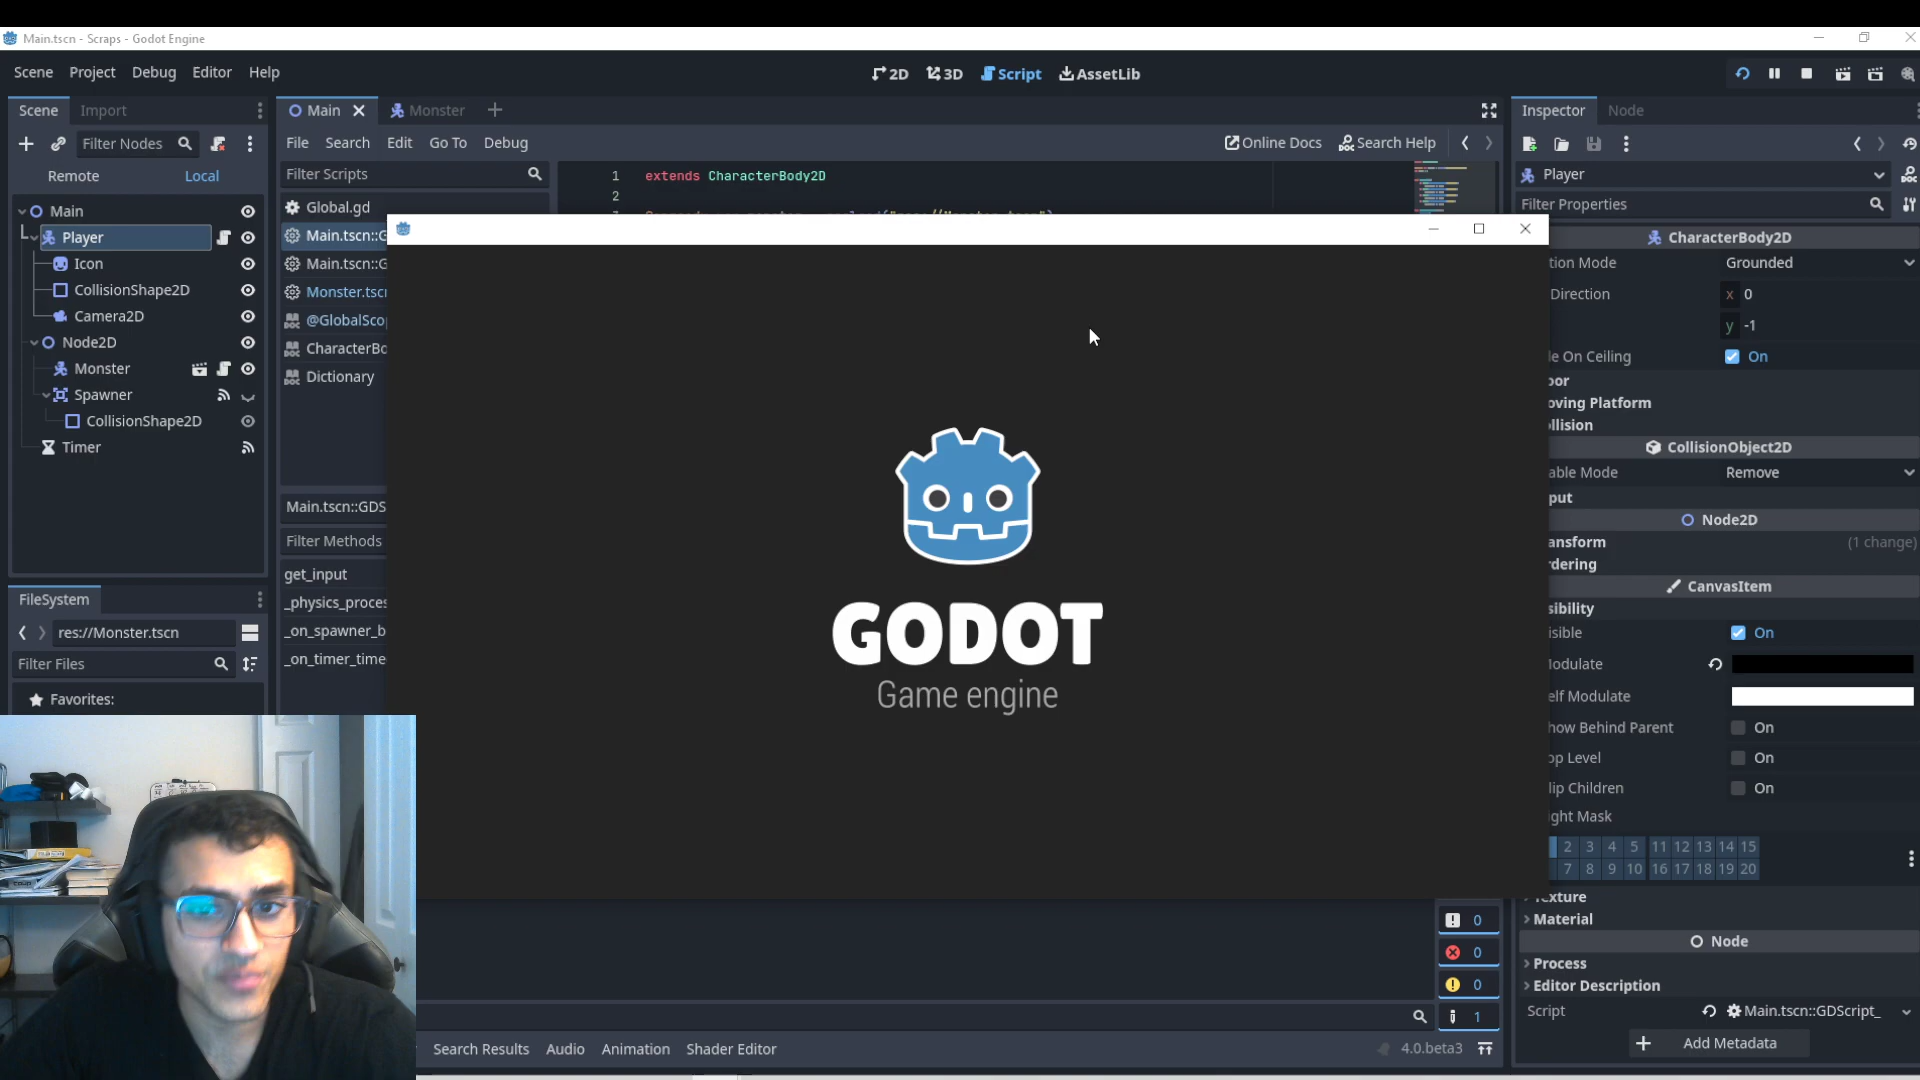 Main.tscn - Scraps - Godot Engine
Scene Project Debug Editor Help
2D 3D Script AssetLib
Scene Import
Main Monster
Inspector Node
Filter Nodes
File Search Edit Go To Debug
Online Docs Search Help
Remote Local
Filter Scripts
1 extends CharacterBody2D
2
Player
Filter Properties
Main
Player
Icon
CollisionShape2D
Camera2D
Node2D
Monster
Spawner
CollisionShape2D
Timer
Global.gd
Main.tscn::G
Main.tscn::G
Monster.tscn
@GlobalSco
CharacterBo
Dictionary
Main.tscn::GDS
Filter Methods
get_input
_physics_proces
_on_spawner_b
_on_timer_time
GODOT
Game engine
CharacterBody2D
tion Mode Grounded
Direction x 0
y -1
le On Ceiling On
oor
oving Platform
ollision
CollisionObject2D
able Mode Remove
put
Node2D
ansform (1 change)
rdering
CanvasItem
sibility
isible On
odulate
elf Modulate
how Behind Parent On
op Level On
lip Children On
ight Mask
2 3 4 5 11 12 13 14 15
7 8 9 10 16 17 18 19 20
Texture
Material
Node
Process
Editor Description
Script Main.tscn::GDScript_
Add Metadata
FileSystem
res://Monster.tscn
Filter Files
Favorites:
0
0
0
1
Search Results Audio Animation Shader Editor
4.0.beta3